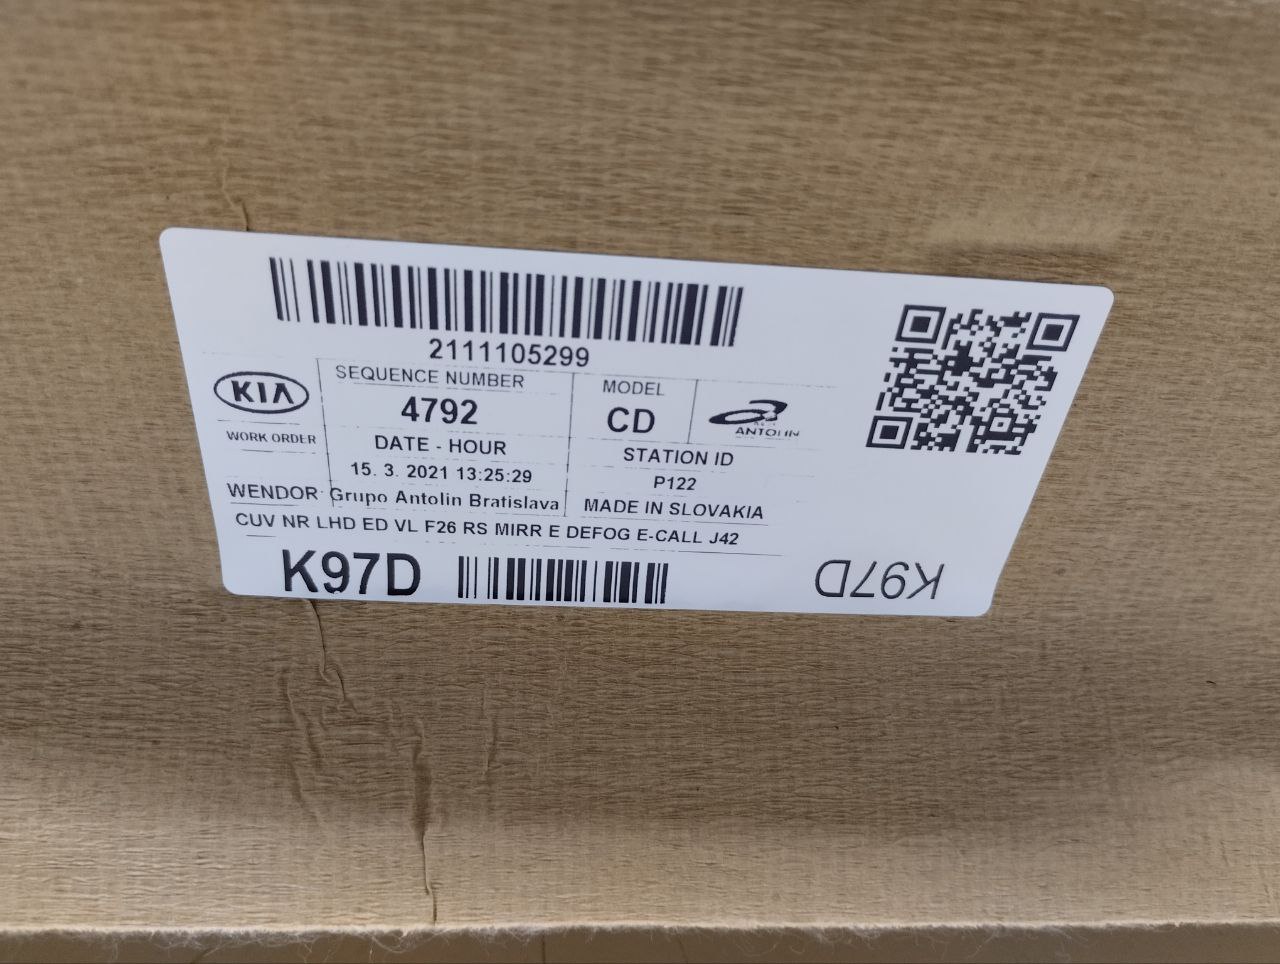 2111105299
KIA
SEQUENCE NUMBER
4792
MODEL
CD
ANTOLIN
WORK ORDER
DATE - HOUR
15. 3. 2021 13:25:29
STATION ID
P122
WENDOR Grupo Antolin Bratislava
MADE IN SLOVAKIA
CUV NR LHD ED VL F26 RS MIRR E DEFOG E-CALL J42
K97D
K97D